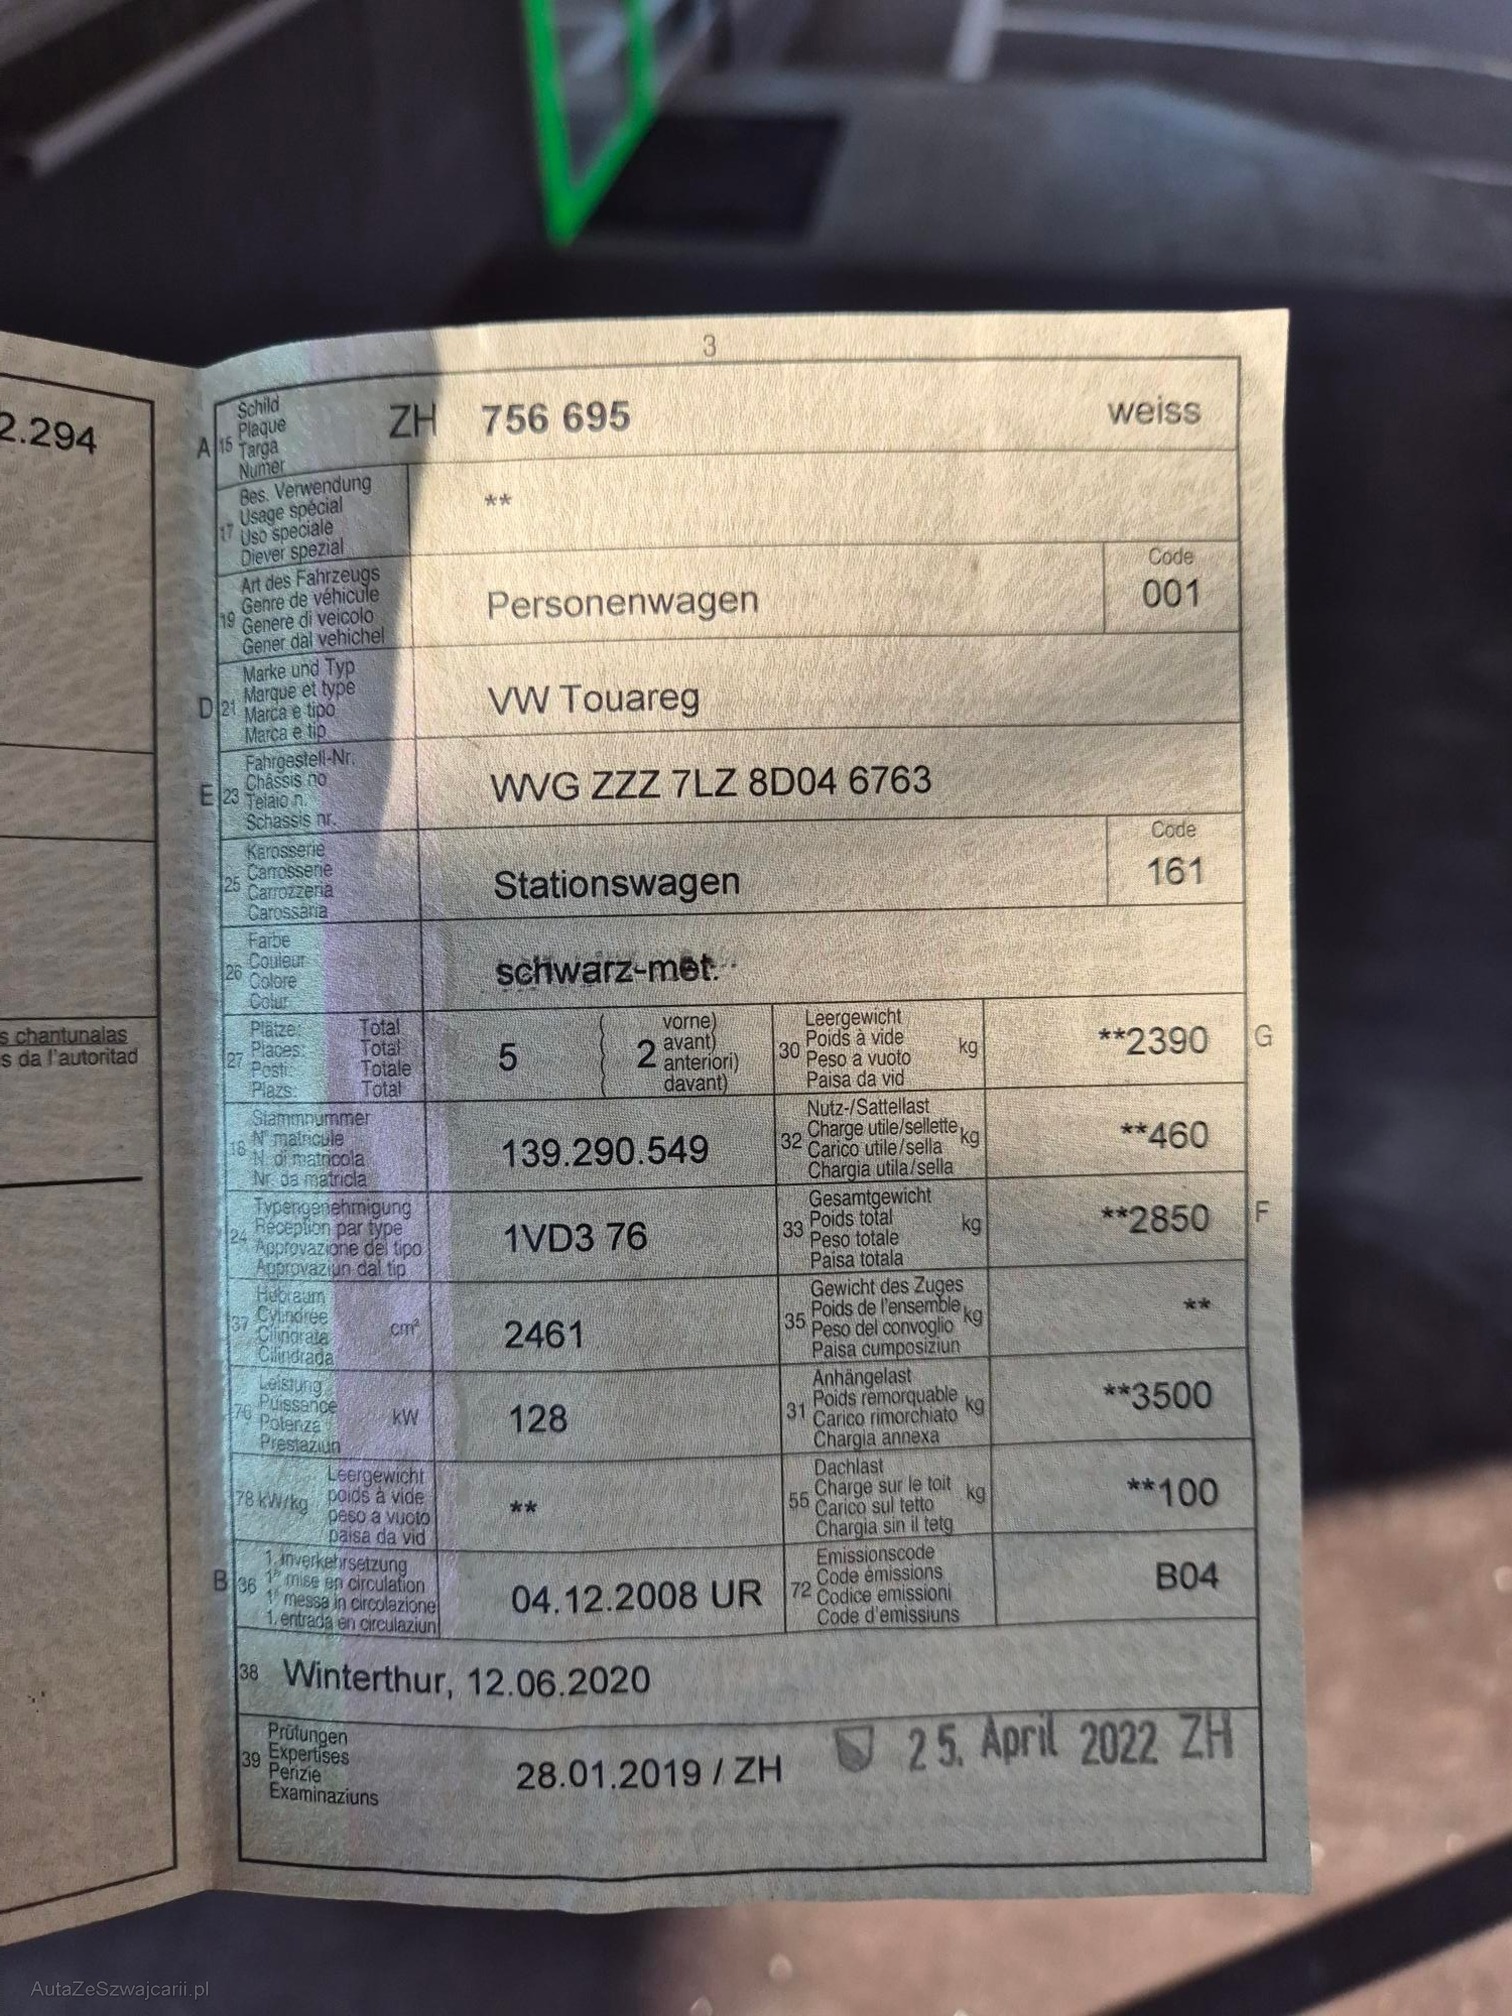 3
2.294
s chantunalas
s da l'autoritad
A 15 Schild
Plaque
Targa
Numer
ZH 756 695 weiss
17 Bes. Verwendung
Usage spécial
Uso speciale
Diever spezial
**
19 Art des Fahrzeugs
Genre de véhicule
Genere di veicolo
Gener dal vehichel
Personenwagen
Code
001
D 21 Marke und Typ
Marque et type
Marca e tipo
Marca e tip
VW Touareg
E 23 Fahrgestell-Nr.
Châssis no
Telaio n.
Schassis nr.
WVG ZZZ 7LZ 8D04 6763
25 Karosserie
Carrosserie
Carrozzeria
Carossaria
Stationswagen
Code
161
26 Farbe
Couleur
Colore
Colur
schwarz-met.
27 Plätze: Total
Places: Total
Posti: Totale
Plazs: Total
5
2
vorne)
avant)
anteriori)
davant)
30 Leergewicht
Poids à vide
Peso a vuoto
Paisa da vid
kg
**2390
G
18 Stammnummer
N° matricule
N. di matricola
Nr. da matricla
139.290.549
32 Nutz-/Sattellast
Charge utile/sellette
Carico utile/sella
Chargia utila/sella
kg
**460
24 Typengenehmigung
Réception par type
Approvazione del tipo
Approvaziun dal tip
1VD3 76
33 Gesamtgewicht
Poids total
Peso totale
Paisa totala
kg
**2850
F
37 Hubraum
Cylindrée
Cilindrata
Cilindrada
cm³
2461
35 Gewicht des Zuges
Poids de l'ensemble
Peso del convoglio
Paisa cumposiziun
kg
**
76 Leistung
Puissance
Potenza
Prestaziun
kW
128
31 Anhängelast
Poids remorquable
Carico rimorchiato
Chargia annexa
kg
**3500
78 kW/kg Leergewicht
poids à vide
peso a vuoto
paisa da vid
**
55 Dachlast
Charge sur le toit
Carico sul tetto
Chargia sin il tetg
kg
**100
B 36 1. Inverkehrsetzung
1re mise en circulation
1a messa in circolazione
1. entrada en circulaziun
04.12.2008 UR
72 Emissionscode
Code émissions
Codice emissioni
Code d'emissiuns
B04
38 Winterthur, 12.06.2020
39 Prüfungen
Expertises
Perizie
Examinaziuns
28.01.2019 / ZH
25. April 2022 ZH
AutaZeSzwajcarii.pl